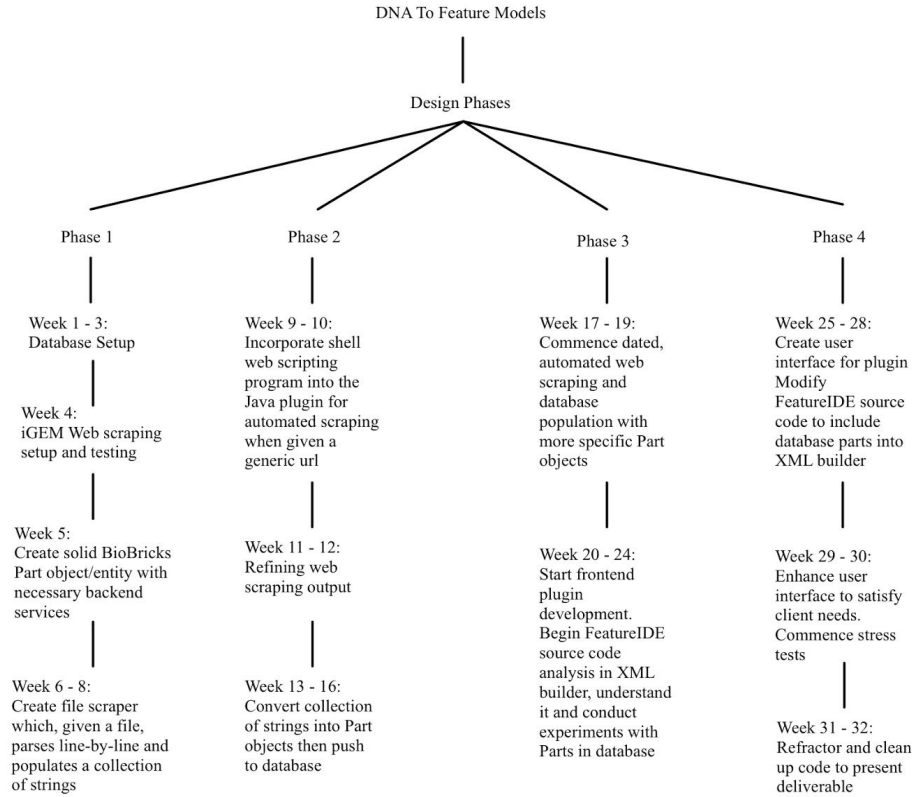 DNA To Feature Models
Design Phases
Phase 1
Week 1 - 3:
Database Setup
Week 4:
iGEM Web scraping
setup and testing
Week 5:
Create solid BioBricks
Part object/entity with
necessary backend
services
Week 6 - 8:
Create file scraper
which, given a file,
parses line-by-line and
populates a collection
of strings
Phase 2
Week 9 - 10:
Incorporate shell
web scripting
program into the
Java plugin for
automated scraping
when given a
generic url
Week 11 - 12:
Refining web
scraping output
Week 13 - 16:
Convert collection
of strings into Part
objects then push
to database
Phase 3
Week 17 - 19:
Commence dated,
automated web
scraping and
database
population with
more specific Part
objects
Week 20 - 24:
Start frontend
plugin
development.
Begin FeatureIDE
source code
analysis in XML
builder, understand
it and conduct
experiments with
Parts in database
Phase 4
Week 25 - 28:
Create user
interface for plugin
Modify
FeatureIDE source
code to include
database parts into
XML builder
Week 29 - 30:
Enhance user
interface to satisfy
client needs.
Commence stress
tests
Week 31 - 32:
Refractor and clean
up code to present
deliverable